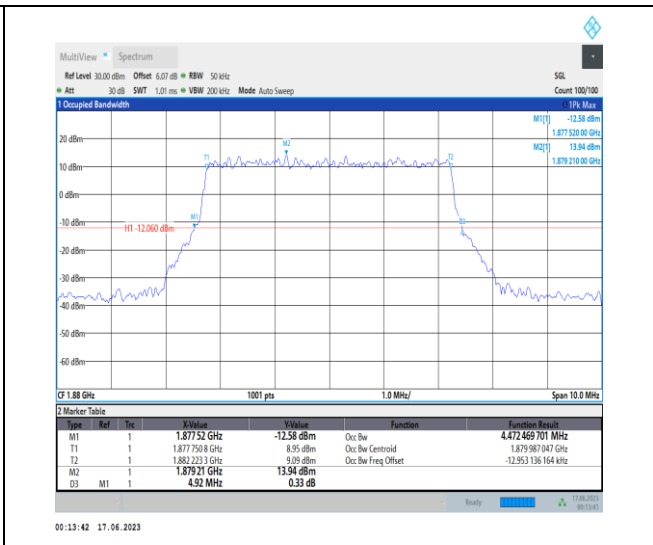 MultiView Spectrum
Ref Level 30.00 dBm Offset 6.07 dB RBW 50 kHz SGL
Att 30 dB SWT 1.01 ms VBW 200 kHz Mode Auto Sweep Count 100/100
1 Occupied Bandwidth 1Pk Max
M1[1] -12.58 dBm
1.877 520 00 GHz
M2[1] 13.94 dBm
1.879 210 00 GHz
20 dBm
M2
T1
T2
10 dBm
0 dBm
M1
-10 dBm
D3
H1 -12.060 dBm
-20 dBm
-30 dBm
-40 dBm
-50 dBm
-60 dBm
CF 1.88 GHz 1001 pts 1.0 MHz/ Span 10.0 MHz
2 Marker Table
Type Ref Trc X-Value Y-Value Function Function Result
M1 1 1.877 52 GHz -12.58 dBm Occ Bw 4.472 469 701 MHz
T1 1 1.877 750 8 GHz 8.95 dBm Occ Bw Centroid 1.879 987 047 GHz
T2 1 1.882 223 3 GHz 9.09 dBm Occ Bw Freq Offset -12.953 136 164 kHz
M2 1 1.879 21 GHz 13.94 dBm
D3 M1 1 4.92 MHz 0.33 dB
Ready 17.06.2023
00:13:41
00:13:42 17.06.2023